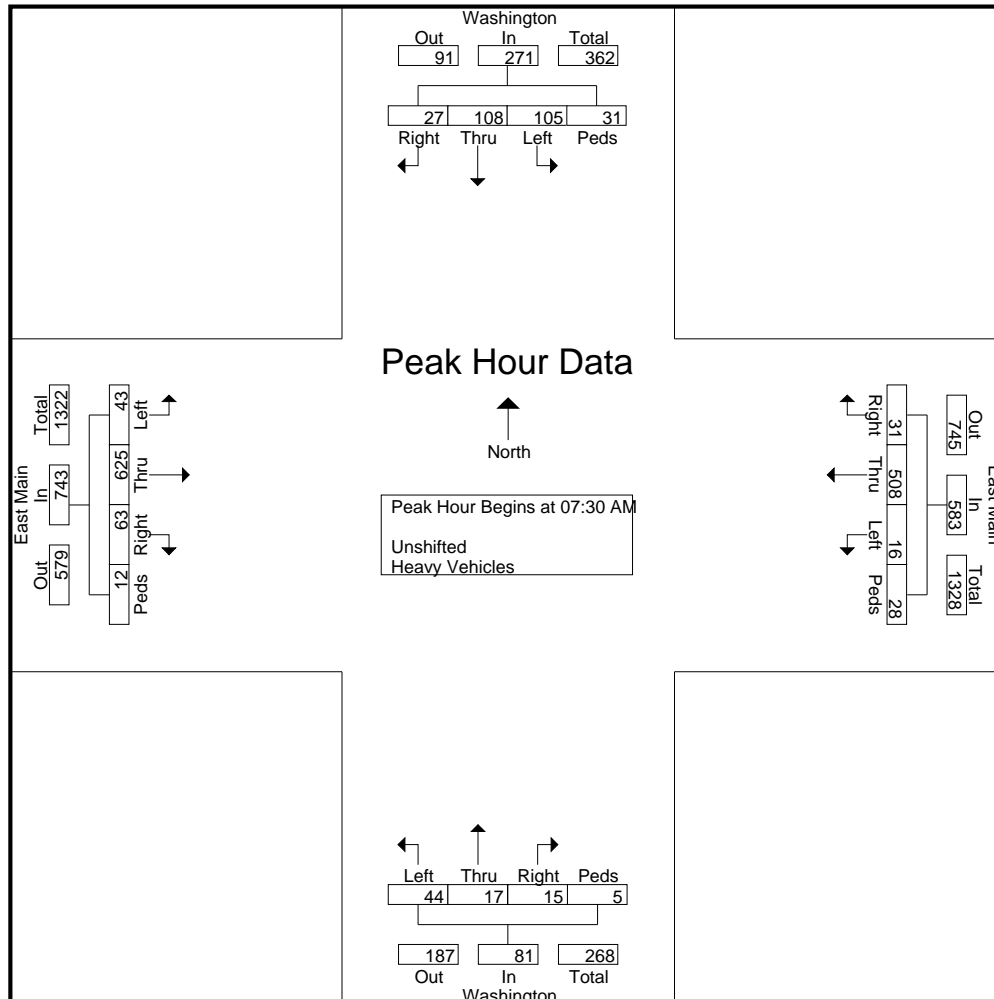 Washington
Out In Total
91 271 362
27 108 105 31
Right Thru Left Peds
Peak Hour Data
North
Peak Hour Begins at 07:30 AM
Unshifted
Heavy Vehicles
East Main
Total In Out
1322 743 579
43 625 63 12
Left Thru Right Peds
Right Thru Left Peds
31 508 16 28
Out In Total
745 583 1328
East Main
Left Thru Right Peds
44 17 15 5
187 81 268
Out In Total
Washington